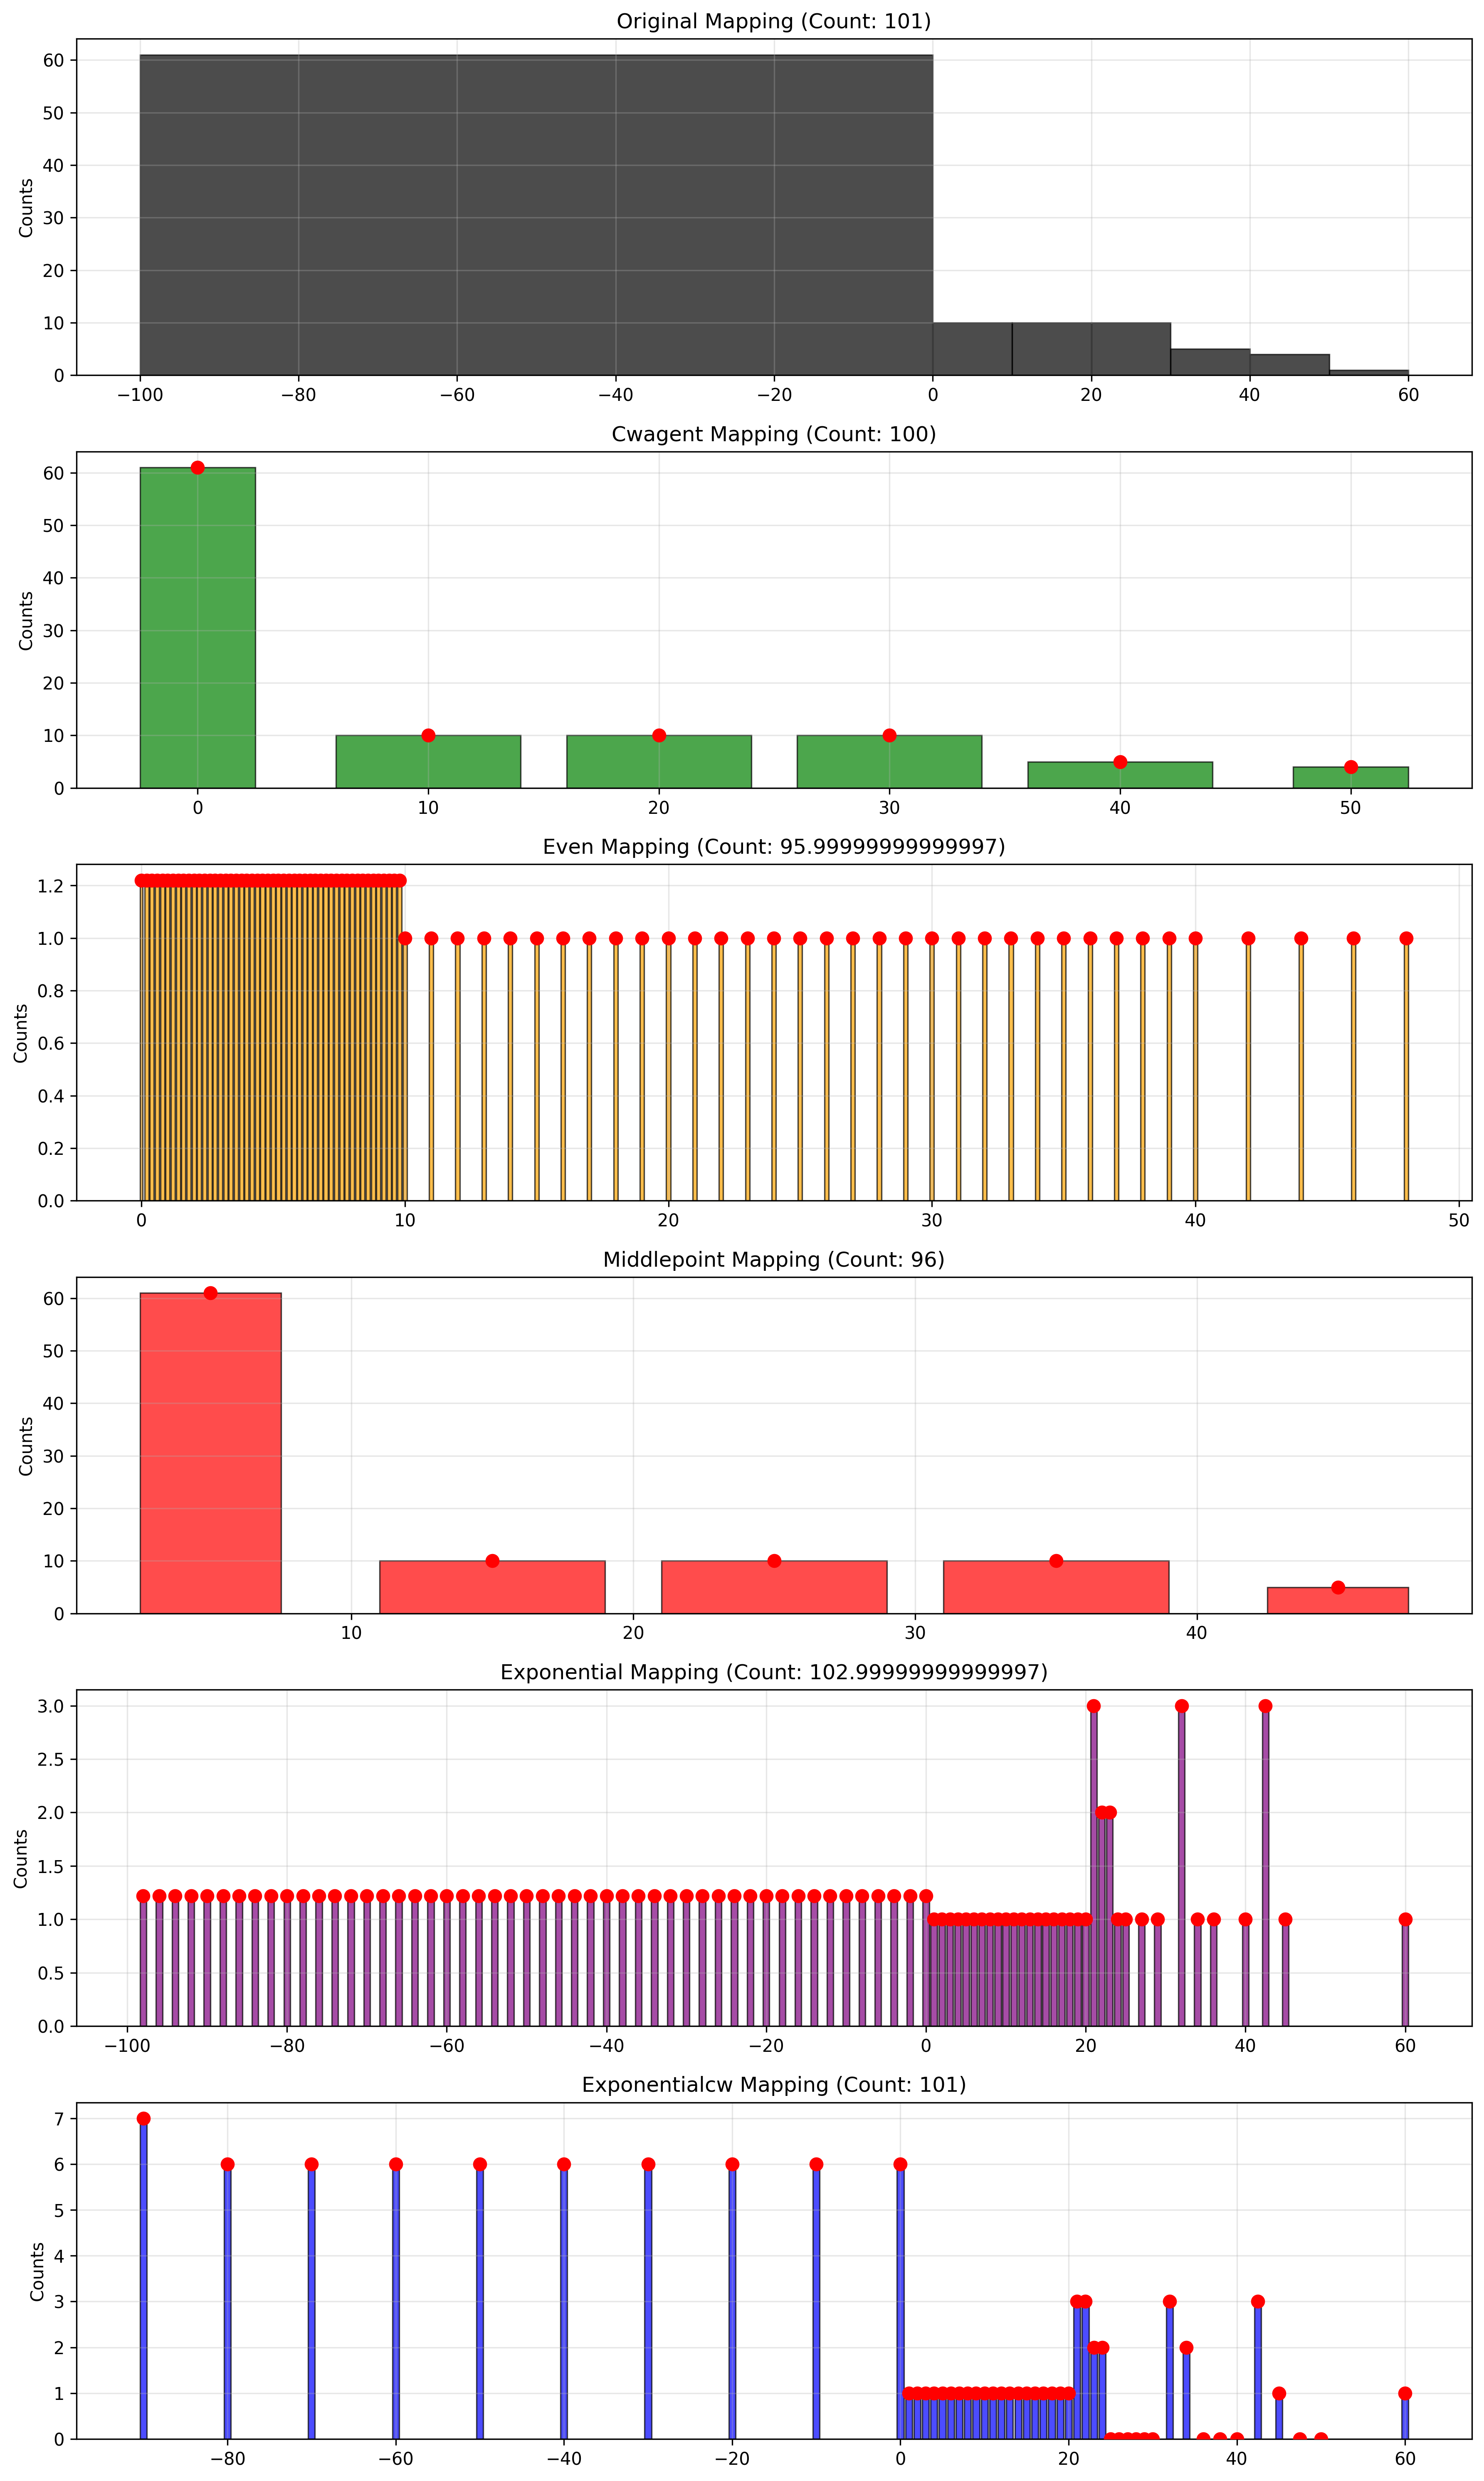 Original Mapping (Count: 101)
60
50
40
30
20
10
0
Counts
−100 −80 −60 −40 −20 0 20 40 60
Cwagent Mapping (Count: 100)
60
50
40
30
20
10
0
Counts
0 10 20 30 40 50
Even Mapping (Count: 95.99999999999997)
1.2
1.0
0.8
0.6
0.4
0.2
0.0
Counts
0 10 20 30 40 50
Middlepoint Mapping (Count: 96)
60
50
40
30
20
10
0
Counts
10 20 30 40
Exponential Mapping (Count: 102.99999999999997)
3.0
2.5
2.0
1.5
1.0
0.5
0.0
Counts
−100 −80 −60 −40 −20 0 20 40 60
Exponentialcw Mapping (Count: 101)
7
6
5
4
3
2
1
0
Counts
−80 −60 −40 −20 0 20 40 60